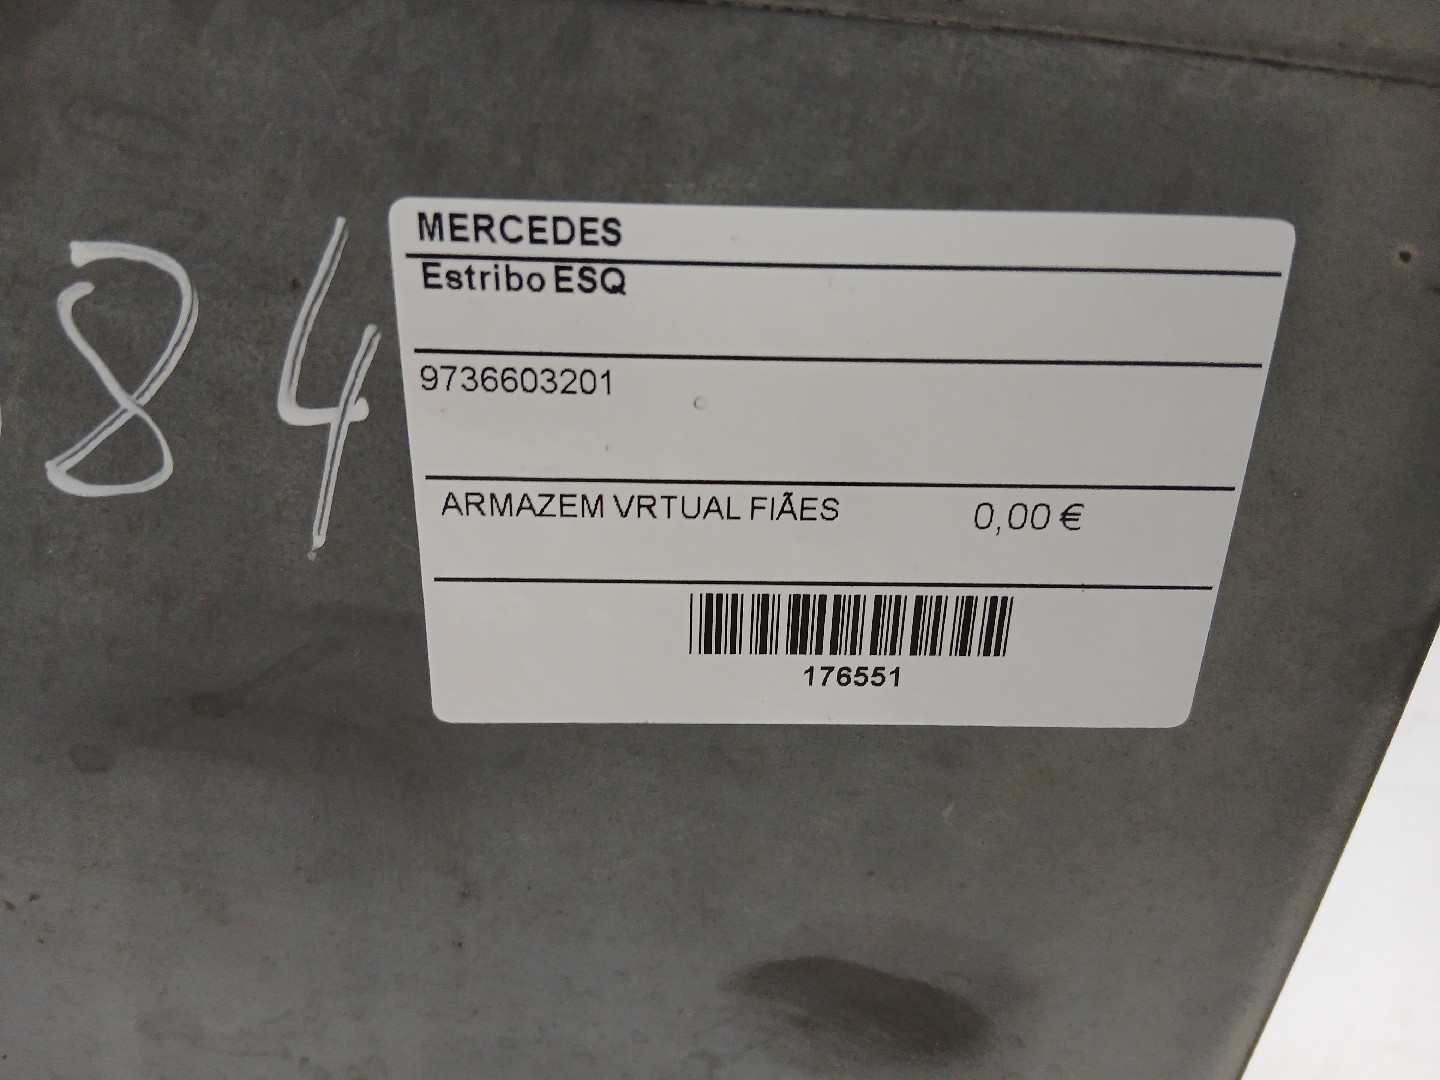 84
MERCEDES
Estribo ESQ
9736603201
ARMAZEM VRTUAL FIÃES 0,00 €
176551